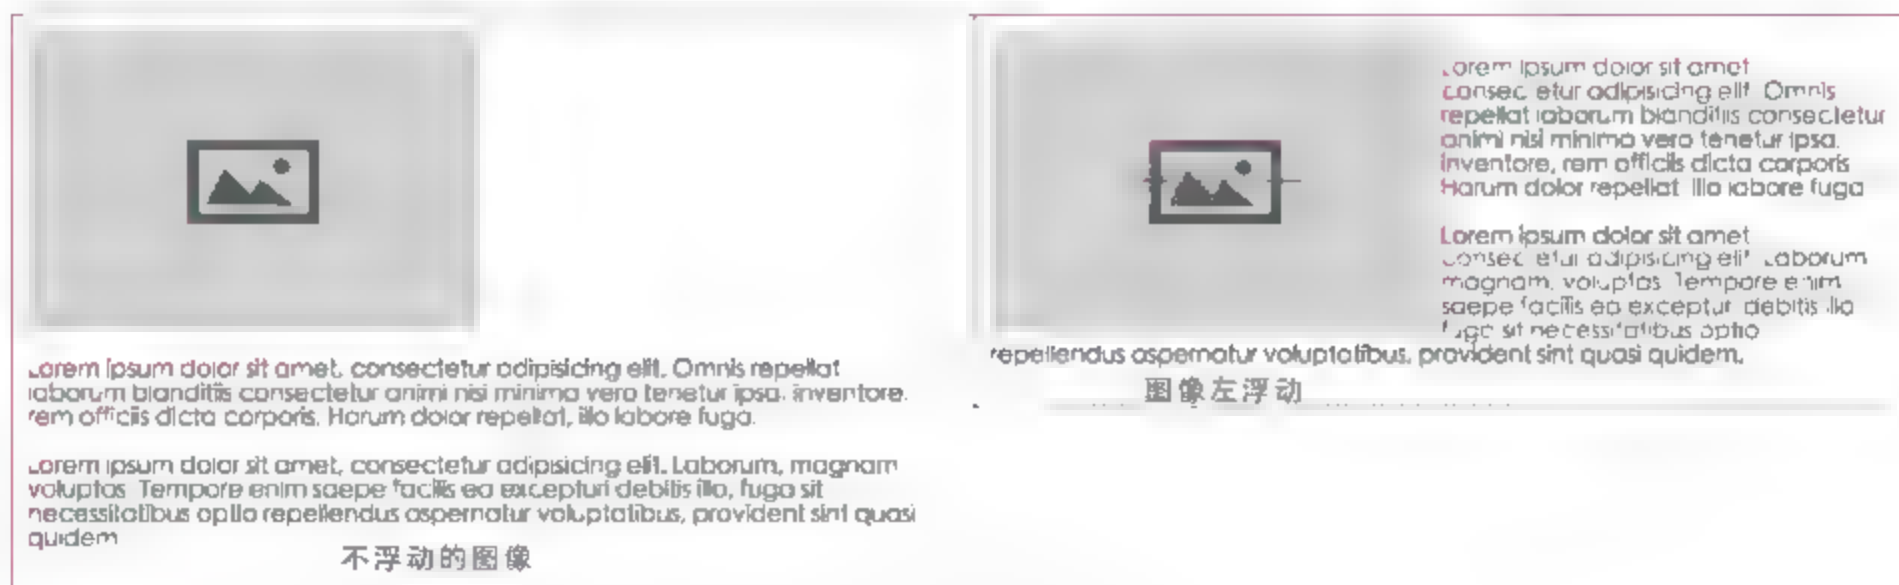 Lorem ipsum dolor sit amet, consectetur adipisicing elit. Omnis repellat
laborum blanditiis consectetur animi nisi minima vero tenetur ipsa. inventore.
rem officiis dicta corporis. Harum dolor repellat, illo labore fuga.
Lorem ipsum dolor sit amet, consectetur adipisicing elit. Laborum, magnam
voluptas Tempore enim saepe facilis ea excepturi debitis illo, fuga sit
necessitatibus optio repellendus aspernatur voluptatibus, provident sint quasi
quidem
不浮动的图像
Lorem ipsum dolor sit amet
consec etur adipisicing elit Omnis
repellat laborum blanditiis consectetur
animi nisi minima vero tenetur ipsa.
inventore, rem officiis dicta corporis
Harum dolor repellat illo labore fuga
Lorem ipsum dolor sit amet
consec etur adipisicing elit Laborum
magnam, voluptas Tempore enim
saepe facilis ea exceptur debitis illo
fuga sit necessitatibus optio
repellendus aspernatur voluptatibus, provident sint quasi quidem.
图像左浮动